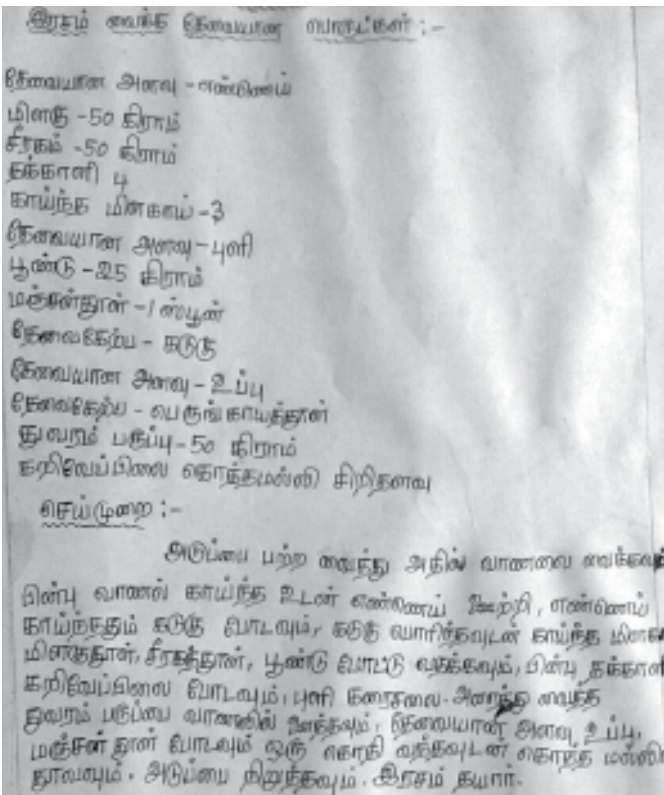 இரசம் வைக்க தேவையான பொருட்கள் :-
தேவையான அளவு - எண்ணெய்
மிளகு - 50 கிராம்
சீரகம் - 50 கிராம்
தக்காளி 4
காய்ந்த மிளகாய் - 3
தேவையான அளவு - புளி
பூண்டு - 25 கிராம்
மஞ்சள்தூள் - 1 ஸ்பூன்
தேவைகேற்ப - கடுகு
தேவையான அளவு - உப்பு
தேவைகேற்ப - பெருங்காயத்தூள்
துவரம் பருப்பு - 50 கிராம்
கறிவேப்பிலை கொத்தமல்லி சிறிதளவு
செய்முறை :-
அடுப்பை பற்ற வைத்து அதில் வாணலை வைக்கவும்
பின்பு வாணல் காய்ந்த உடன் எண்ணெய் ஊற்றி, எண்ணெய்
காய்ந்ததும் கடுகு போடவும், கடுகு வாரிந்தவுடன் காய்ந்த மிளகா
மிளகுதூள், சீரகத்தூள், பூண்டு போட்டு வதக்கவும், பின்பு தக்காளி
கறிவேப்பிலை போடவும், புளி கரைசலை அரைத்து வைத்த
துவரம் பருப்பை வாணலில் ஊத்தவும், தேவையான அளவு உப்பு,
மஞ்சள் தூள் போடவும் ஒரு கொதி வந்தவுடன் கொத்த மல்லி
தூவவும். அடுப்பை நிறுத்தவும். இரசம் தயார்.